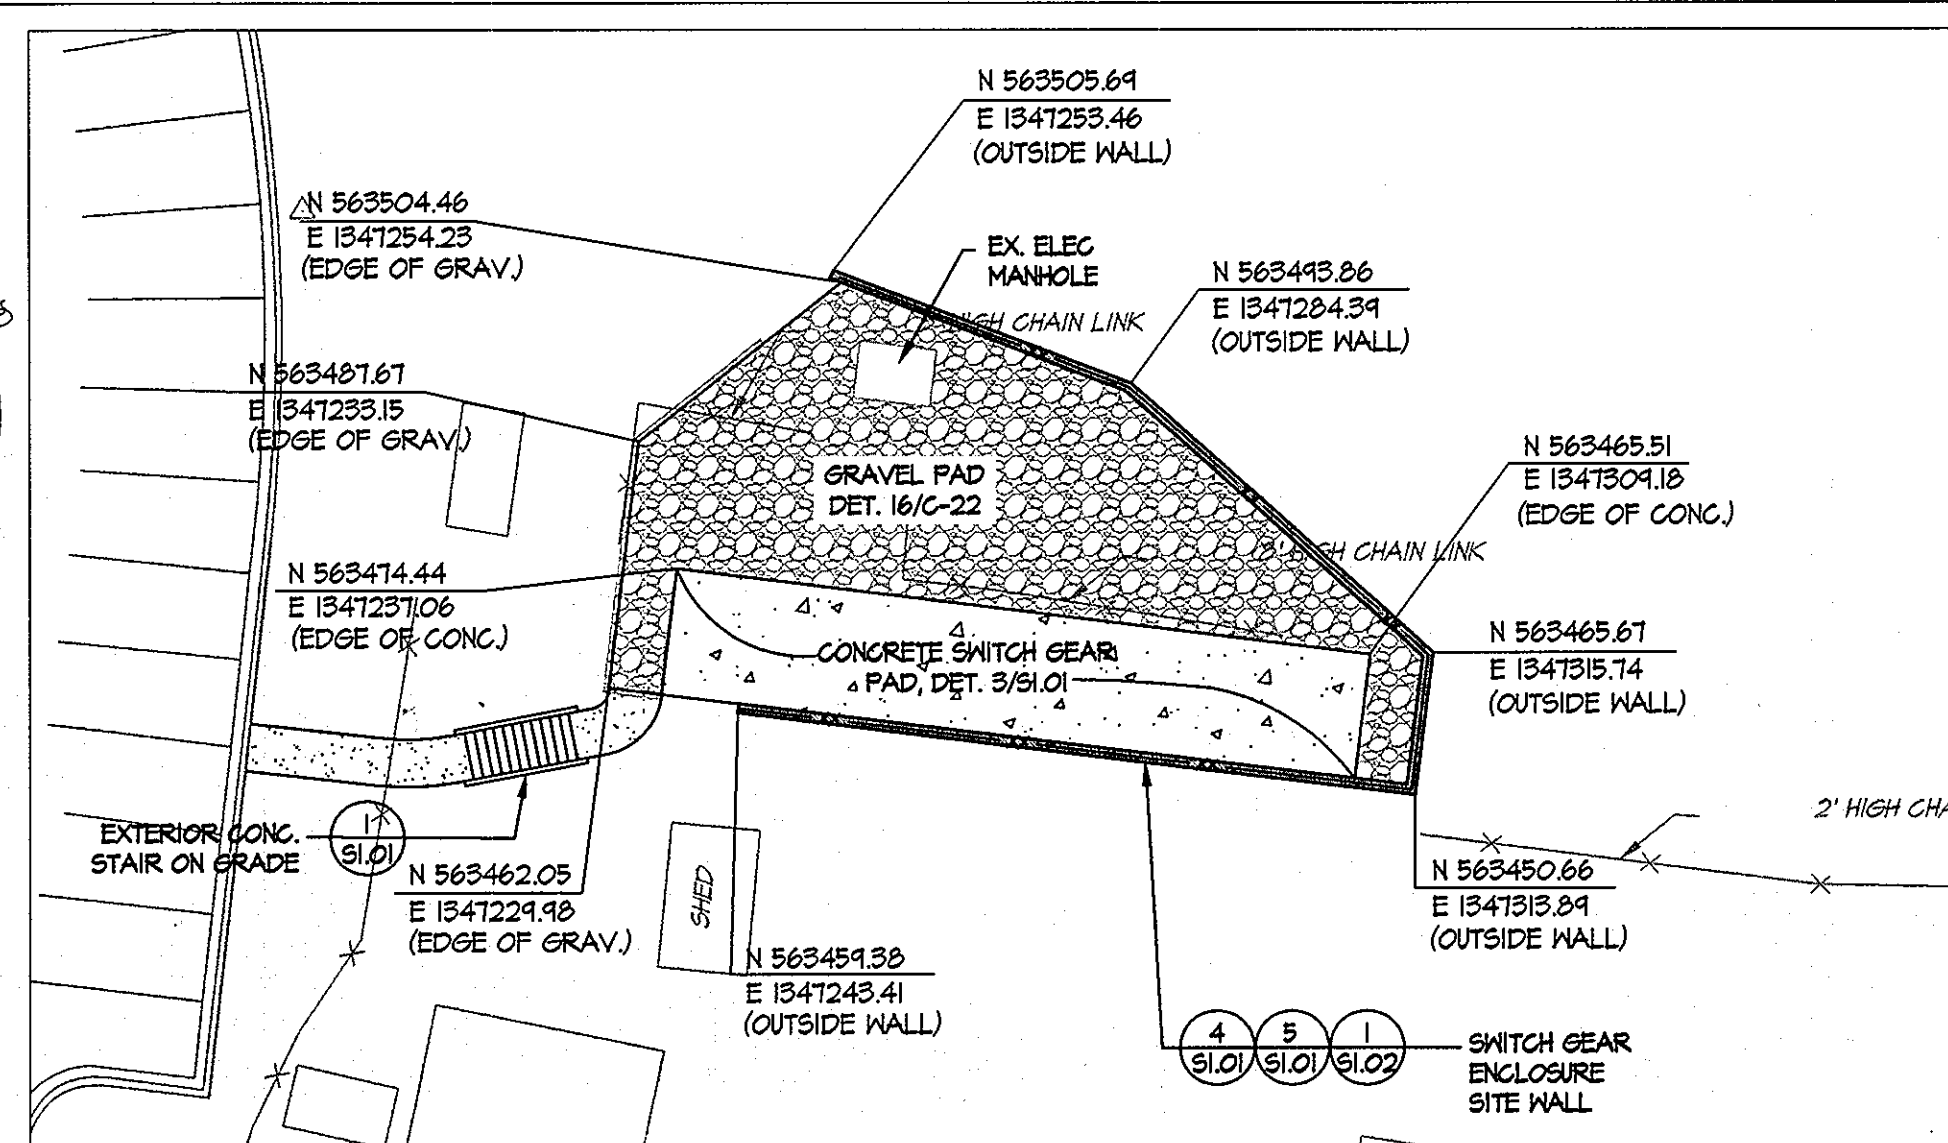 N 563505.69
E 1347253.46
(OUTSIDE WALL)
N 563504.46
E 1347254.23
(EDGE OF GRAV.)
EX. ELEC
MANHOLE
N 563493.86
E 1347284.39
(OUTSIDE WALL)
HIGH CHAIN LINK
N 563487.67
E 1347233.15
(EDGE OF GRAV.)
GRAVEL PAD
DET. 16/C-22
N 563465.51
E 1347309.18
(EDGE OF CONC.)
8' HIGH CHAIN LINK
N 563474.44
E 1347237.06
(EDGE OF CONC.)
CONCRETE SWITCH GEAR
PAD, DET. 3/S1.01
N 563465.67
E 1347315.74
(OUTSIDE WALL)
2' HIGH CHA
EXTERIOR CONC.
STAIR ON GRADE
1
S1.01
N 563462.05
E 1347229.98
(EDGE OF GRAV.)
SHED
N 563450.66
E 1347313.89
(OUTSIDE WALL)
N 563459.38
E 1347243.41
(OUTSIDE WALL)
4 5 1
S1.01 S1.01 S1.02
SWITCH GEAR
ENCLOSURE
SITE WALL